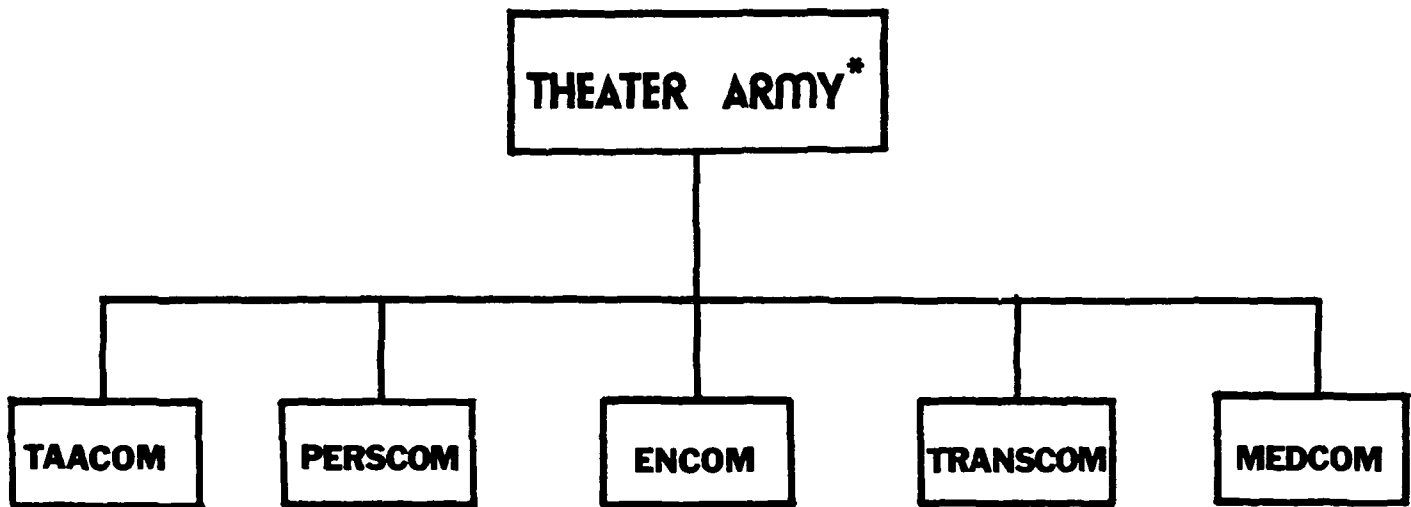 THEATER ARMY*
TAACOM
PERSCOM
ENCOM
TRANSCOM
MEDCOM